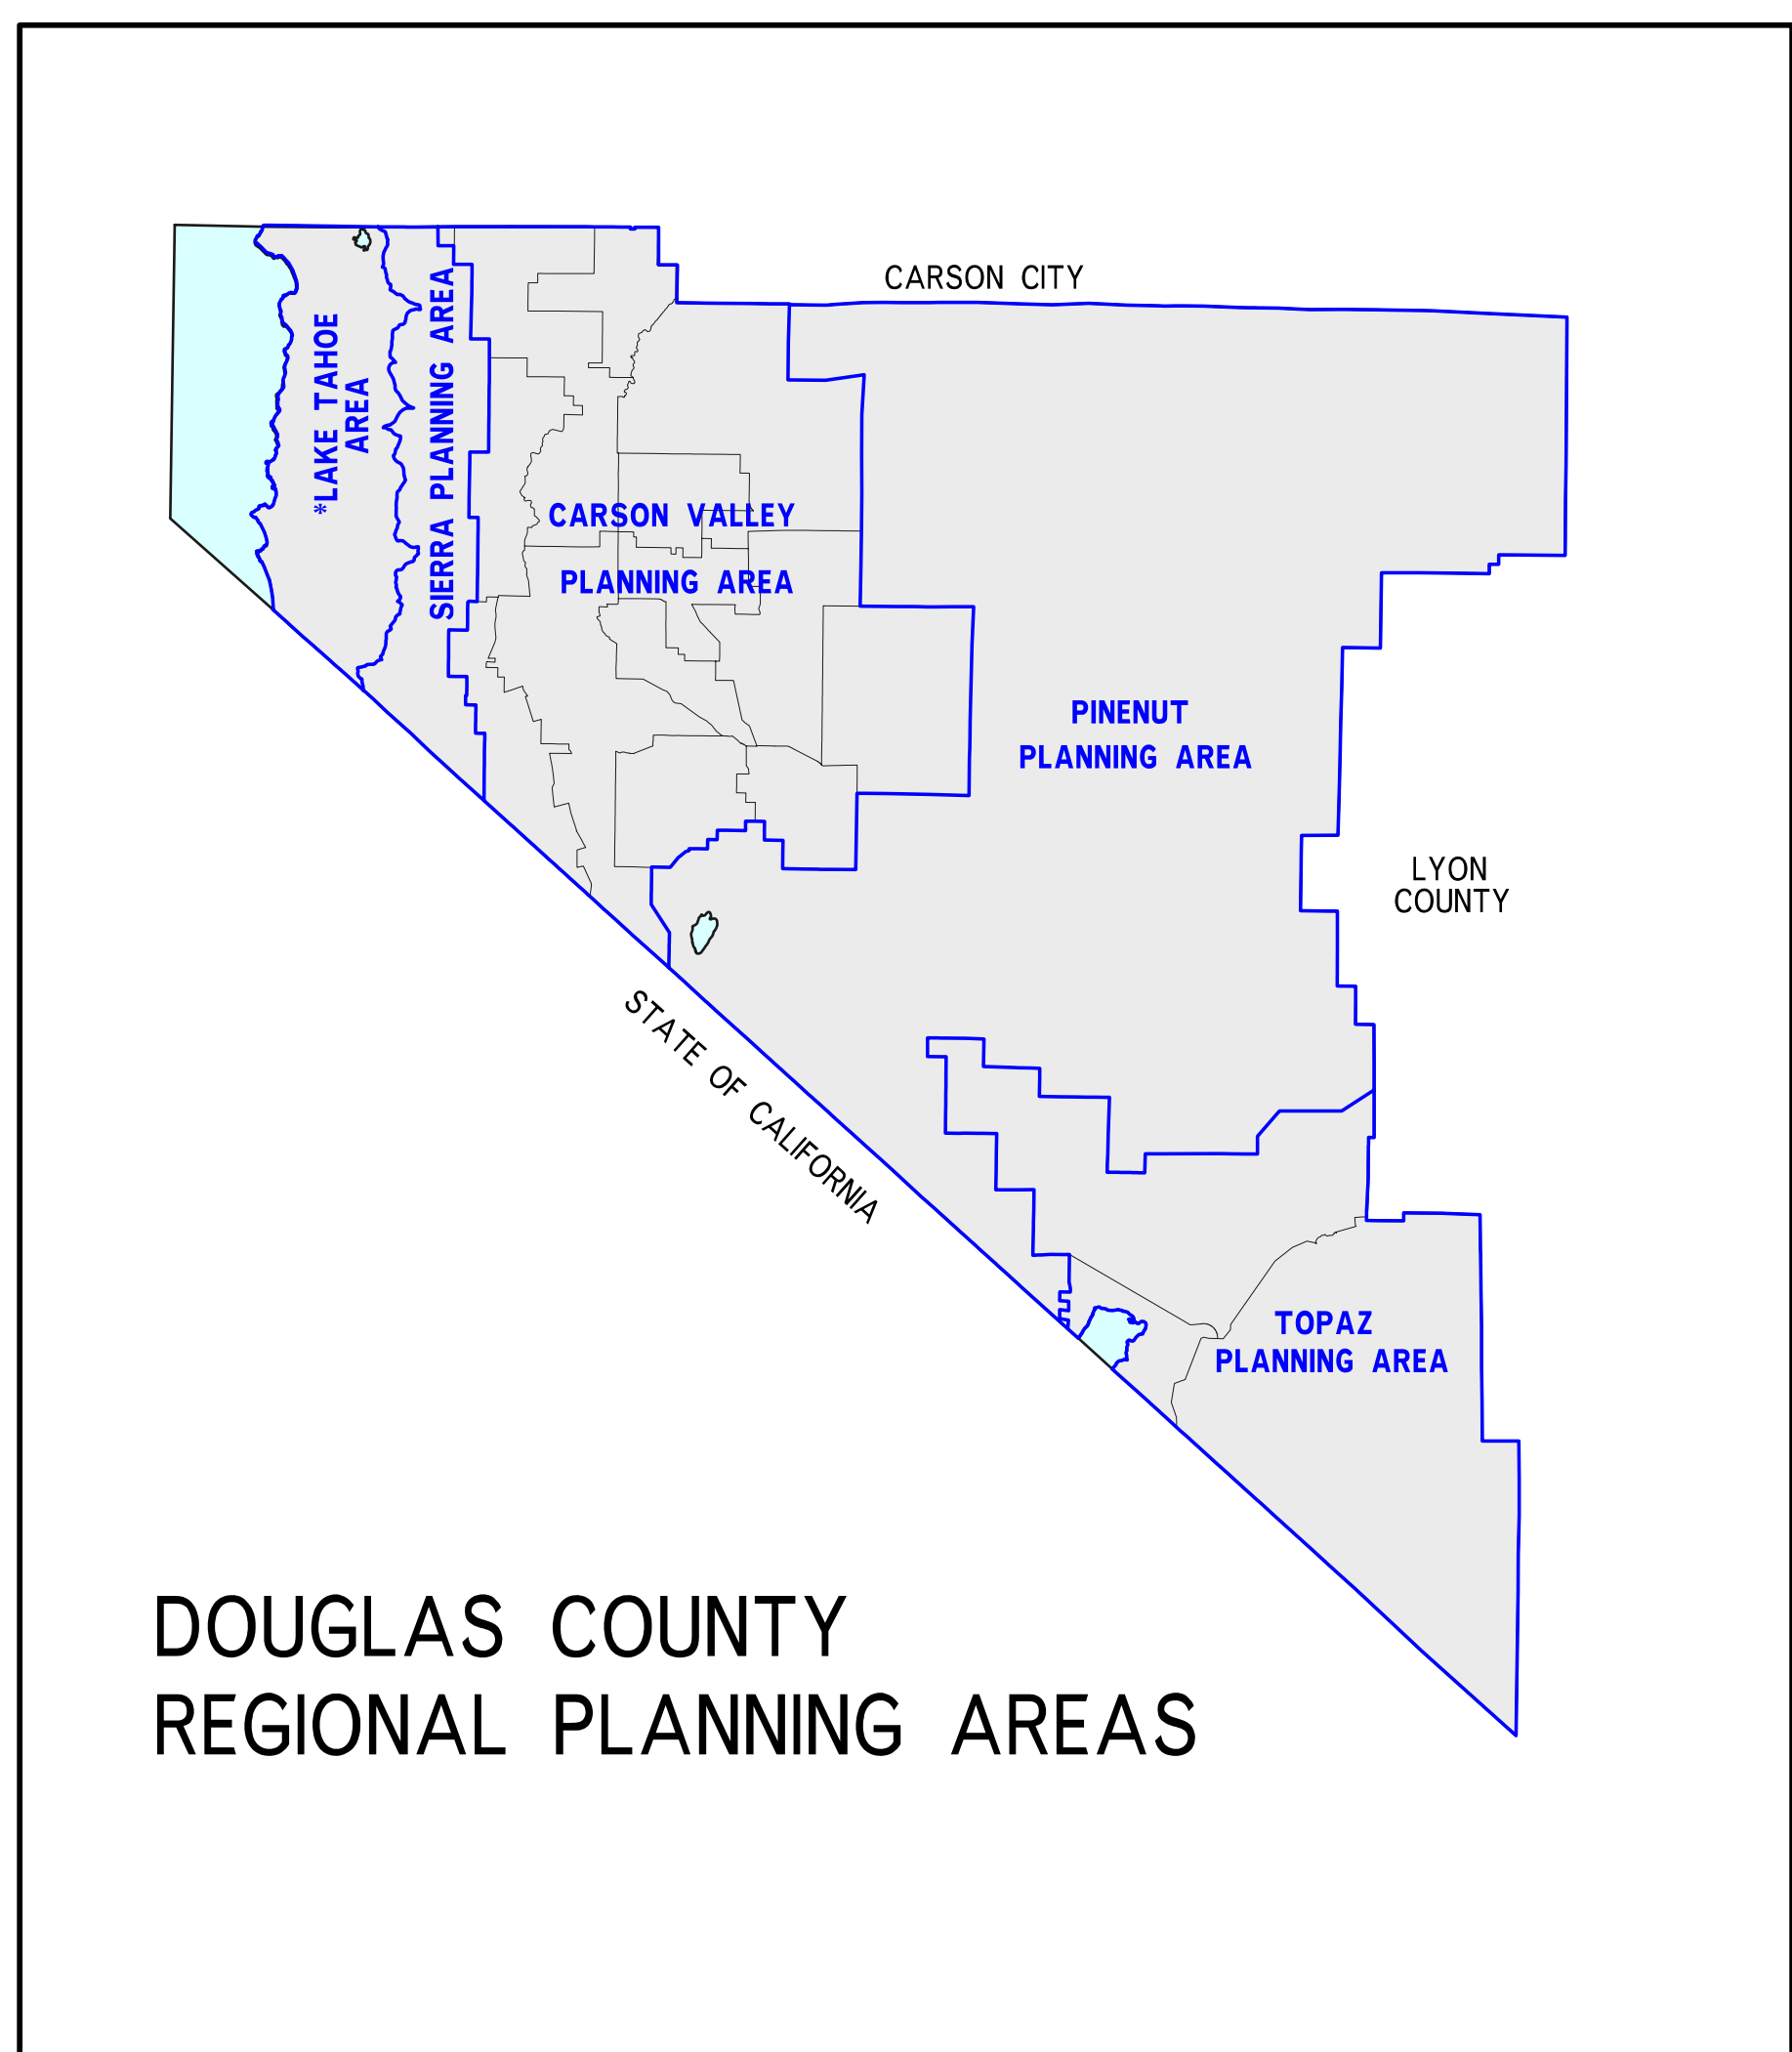 CARSON CITY
*LAKE TAHOE
AREA
SIERRA PLANNING AREA
CARSON VALLEY
PLANNING AREA
PINENUT
PLANNING AREA
LYON
COUNTY
STATE OF CALIFORNIA
TOPAZ
PLANNING AREA
DOUGLAS COUNTY
REGIONAL PLANNING AREAS